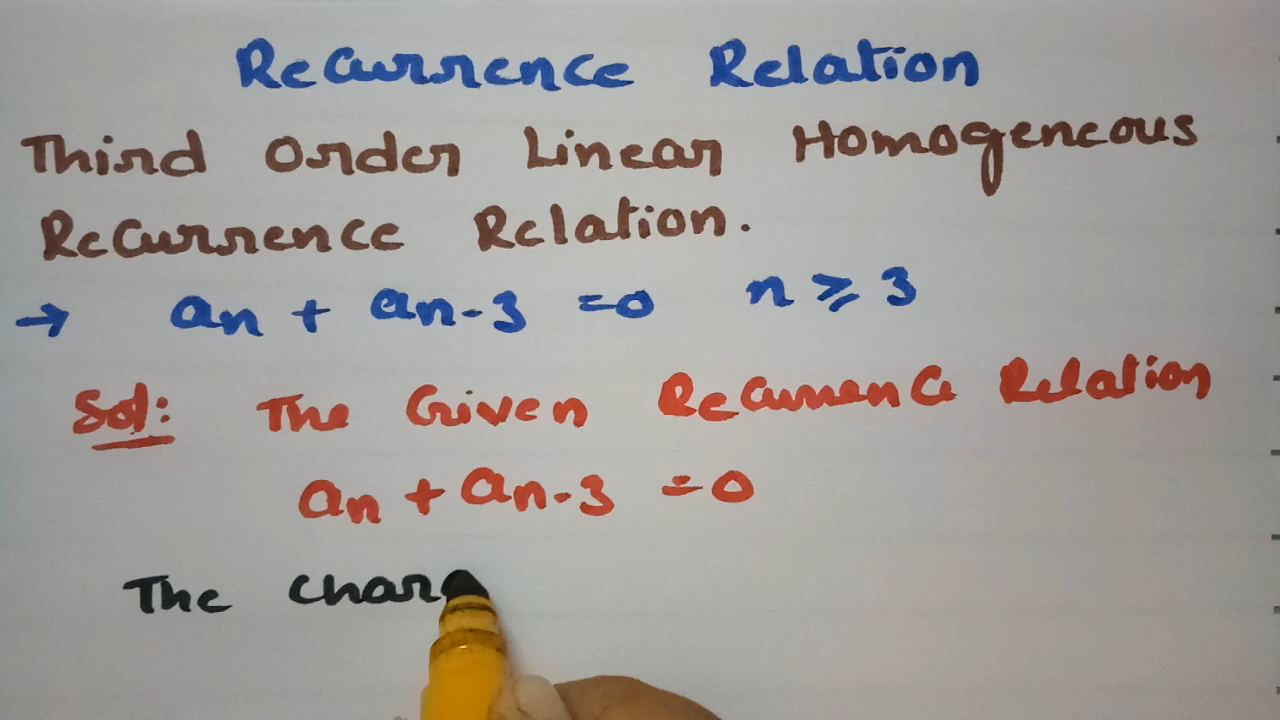 Recurrence Relation
Third Order Linear Homogeneous
Recurrence Relation.
→ an + an-3 =0 n ≥ 3
Sol: The Given Recurrence Relation
an + an-3 =0
The Chara